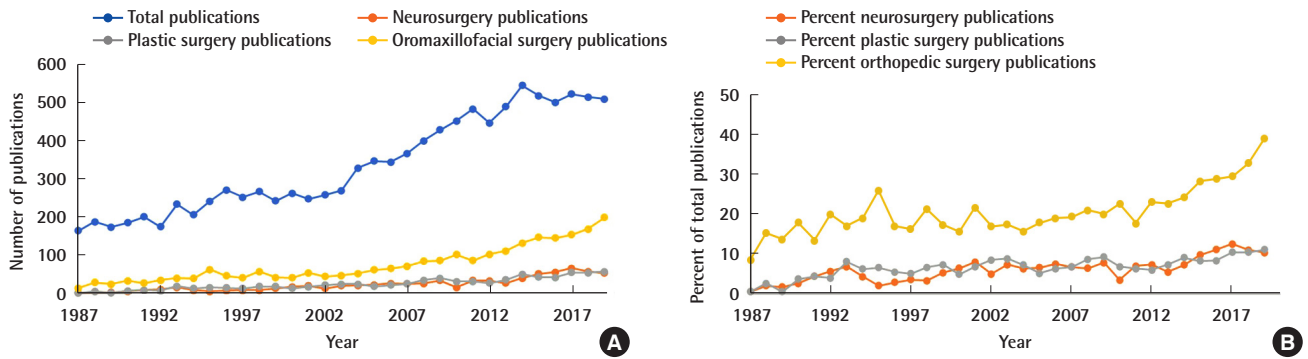 Total publications
Neurosurgery publications
Plastic surgery publications
Oromaxillofacial surgery publications
Number of publications
600
500
400
300
200
100
0
1987
1992
1997
2002
2007
2012
2017
Year
A
Percent neurosurgery publications
Percent plastic surgery publications
Percent orthopedic surgery publications
Percent of total publications
50
40
30
20
10
0
1987
1992
1997
2002
2007
2012
2017
Year
B